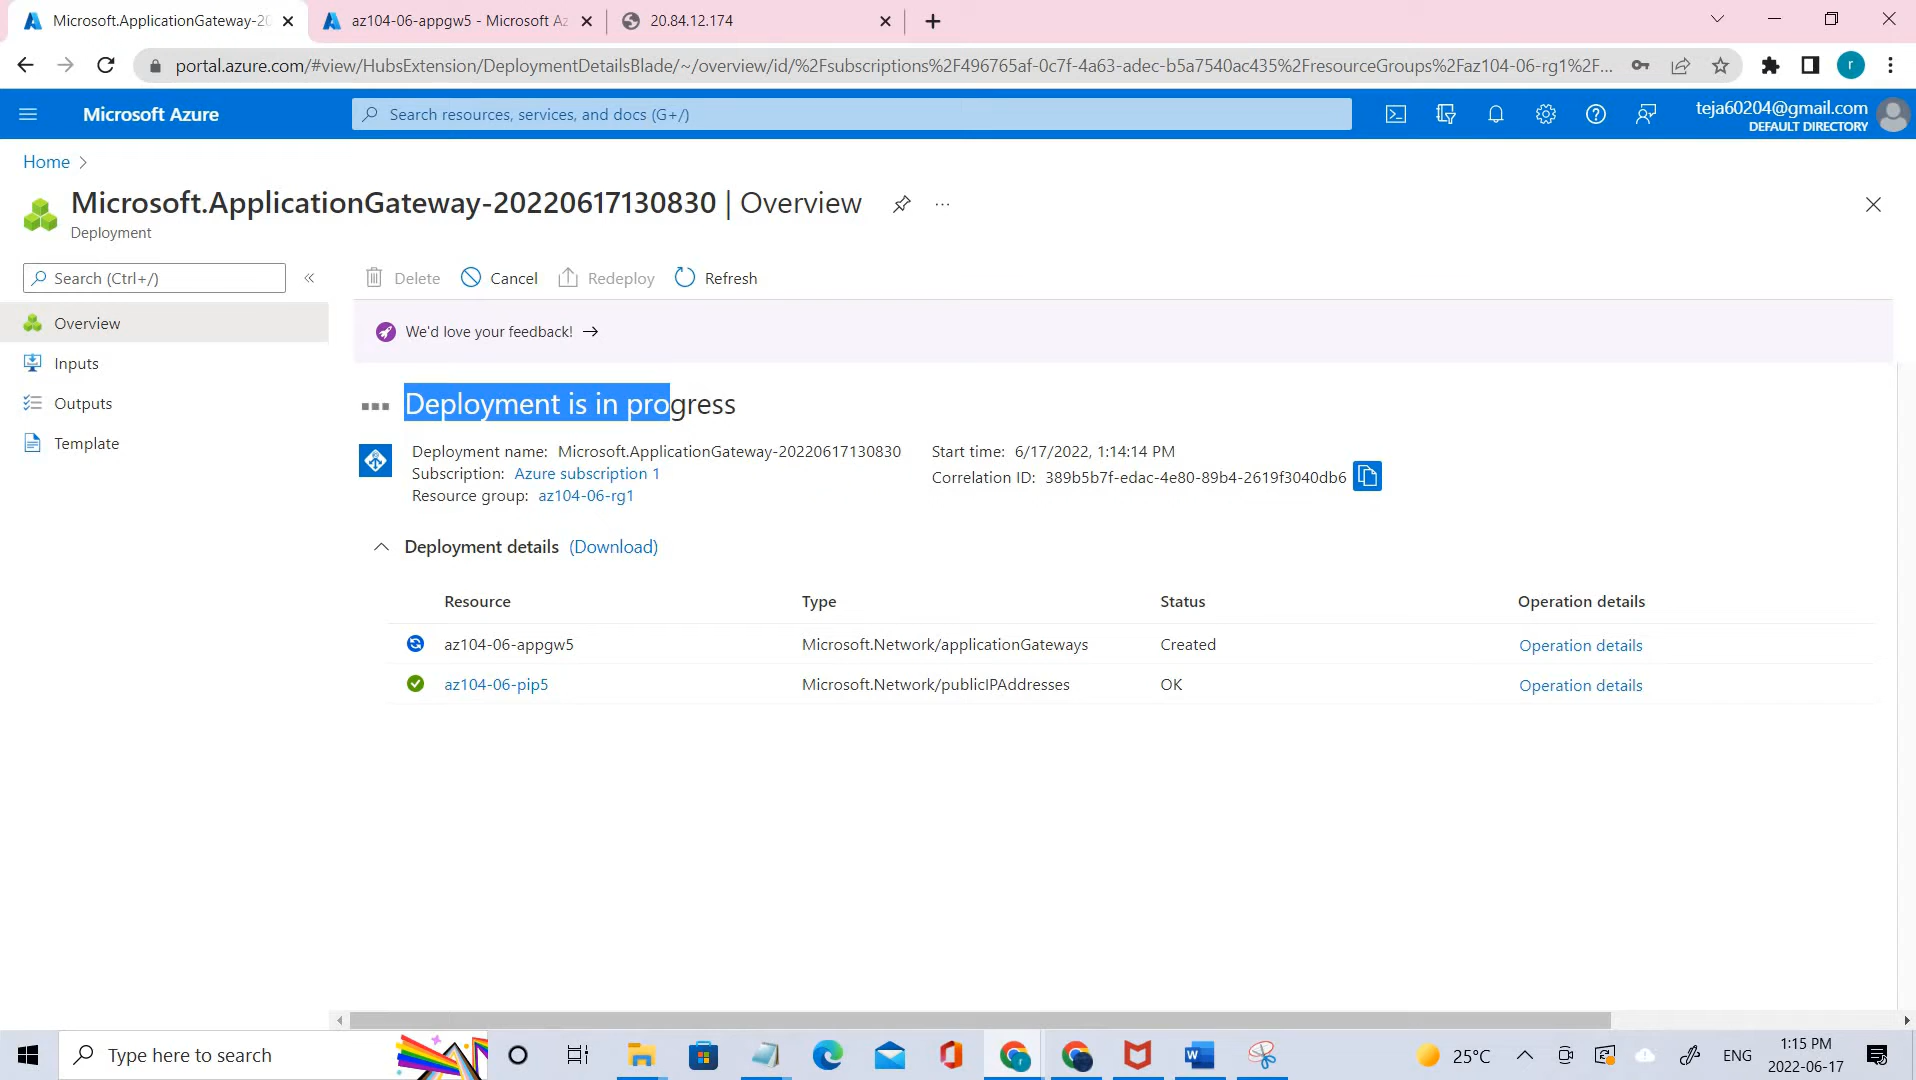 Microsoft.ApplicationGateway-20
az104-06-appgw5 - Microsoft Az
20.84.12.174
portal.azure.com/#view/HubsExtension/DeploymentDetailsBlade/~/overview/id/%2Fsubscriptions%2F496765af-0c7f-4a63-adec-b5a7540ac435%2FresourceGroups%2Faz104-06-rg1%2F...
r
Microsoft Azure
Search resources, services, and docs (G+/)
teja60204@gmail.com
DEFAULT DIRECTORY
Home
Microsoft.ApplicationGateway-20220617130830 | Overview
Deployment
Search (Ctrl+/)
Delete
Cancel
Redeploy
Refresh
Overview
Inputs
Outputs
Template
We'd love your feedback!
Deployment is in progress
Deployment name: Microsoft.ApplicationGateway-20220617130830
Subscription: Azure subscription 1
Resource group: az104-06-rg1
Start time: 6/17/2022, 1:14:14 PM
Correlation ID: 389b5b7f-edac-4e80-89b4-2619f3040db6
Deployment details (Download)
Resource Type Status Operation details
az104-06-appgw5 Microsoft.Network/applicationGateways Created Operation details
az104-06-pip5 Microsoft.Network/publicIPAddresses OK Operation details
Type here to search
25°C
ENG
1:15 PM
2022-06-17